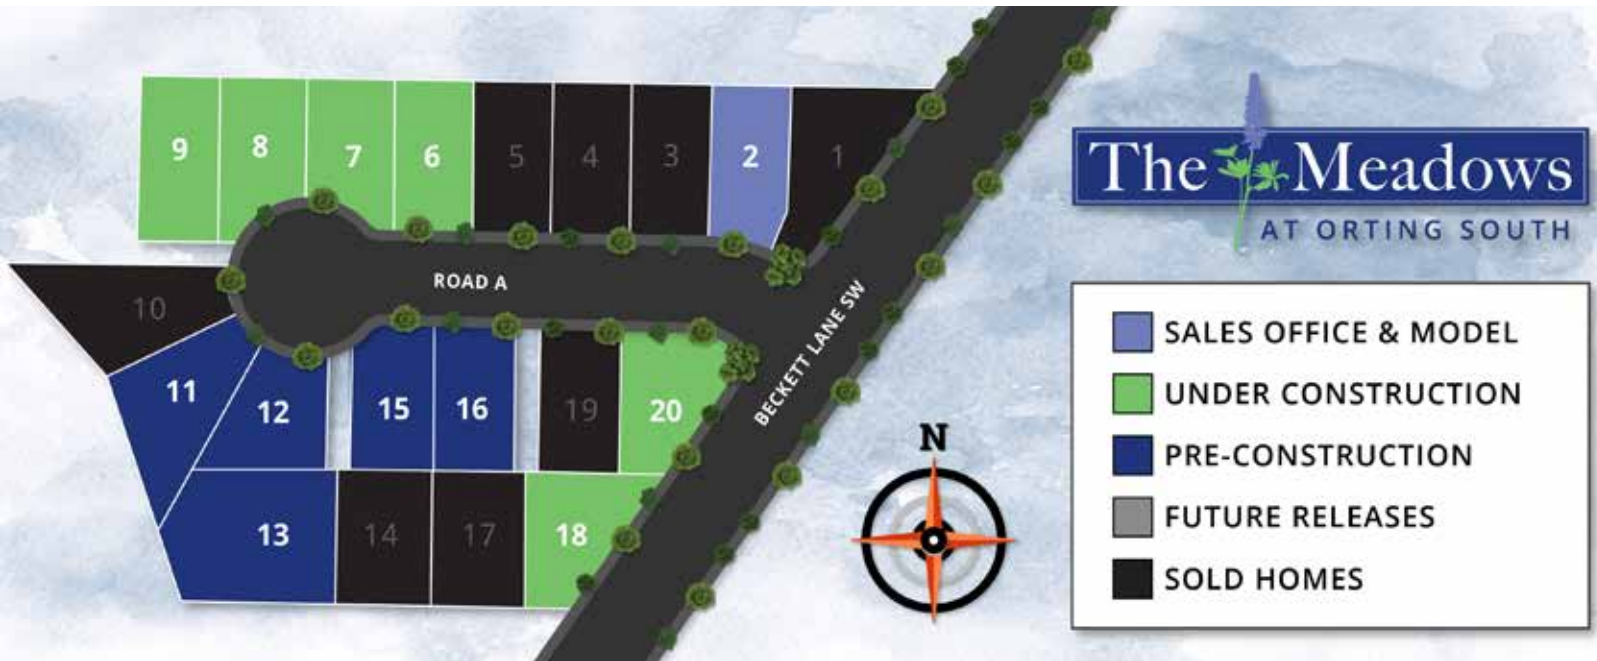 9 8 7 6 5 4 3 2 1
The Meadows
AT ORTING SOUTH
ROAD A
10
BECKETT LANE SW
11 12 15 16 19 20
13 14 17 18
N
SALES OFFICE & MODEL
UNDER CONSTRUCTION
PRE-CONSTRUCTION
FUTURE RELEASES
SOLD HOMES